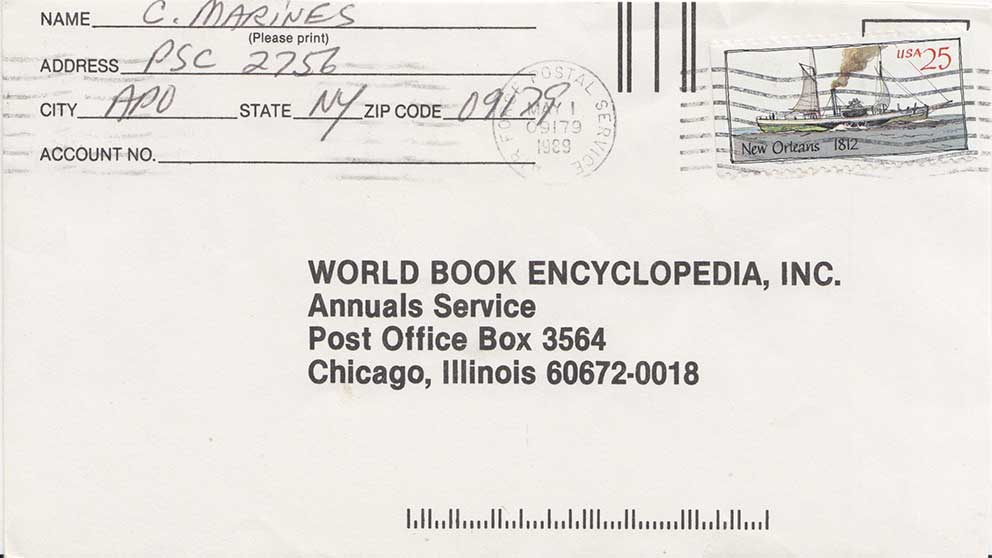 NAME C. MARINES
(Please print)
ADDRESS PSC 2756
CITY APO STATE NY ZIP CODE 09179
ACCOUNT NO.
POSTAL SERVICE
1
09179
1989
USA 25
New Orleans 1812
WORLD BOOK ENCYCLOPEDIA, INC.
Annuals Service
Post Office Box 3564
Chicago, Illinois 60672-0018